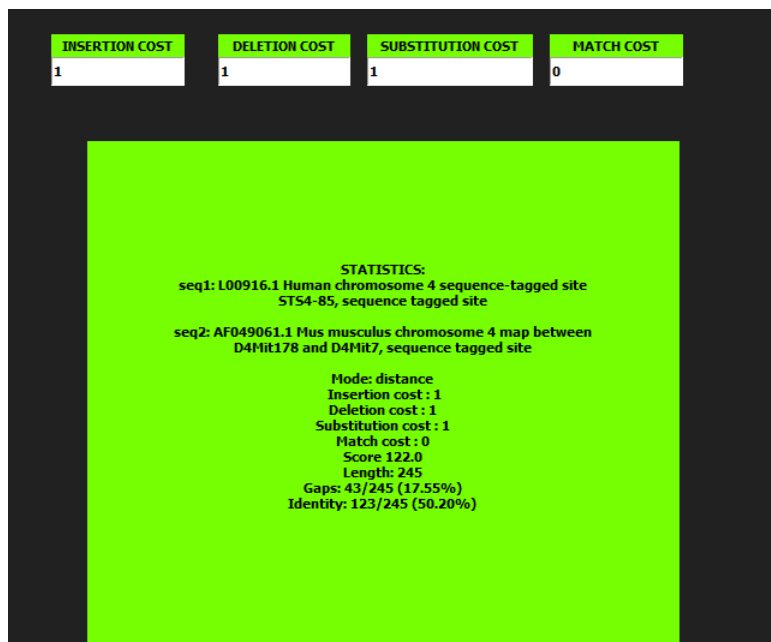 INSERTION COST DELETION COST SUBSTITUTION COST MATCH COST
1 1 1 0
STATISTICS:
seq1: L00916.1 Human chromosome 4 sequence-tagged site
STS4-85, sequence tagged site
seq2: AF049061.1 Mus musculus chromosome 4 map between
D4Mit178 and D4Mit7, sequence tagged site
Mode: distance
Insertion cost : 1
Deletion cost : 1
Substitution cost : 1
Match cost : 0
Score 122.0
Length: 245
Gaps: 43/245 (17.55%)
Identity: 123/245 (50.20%)